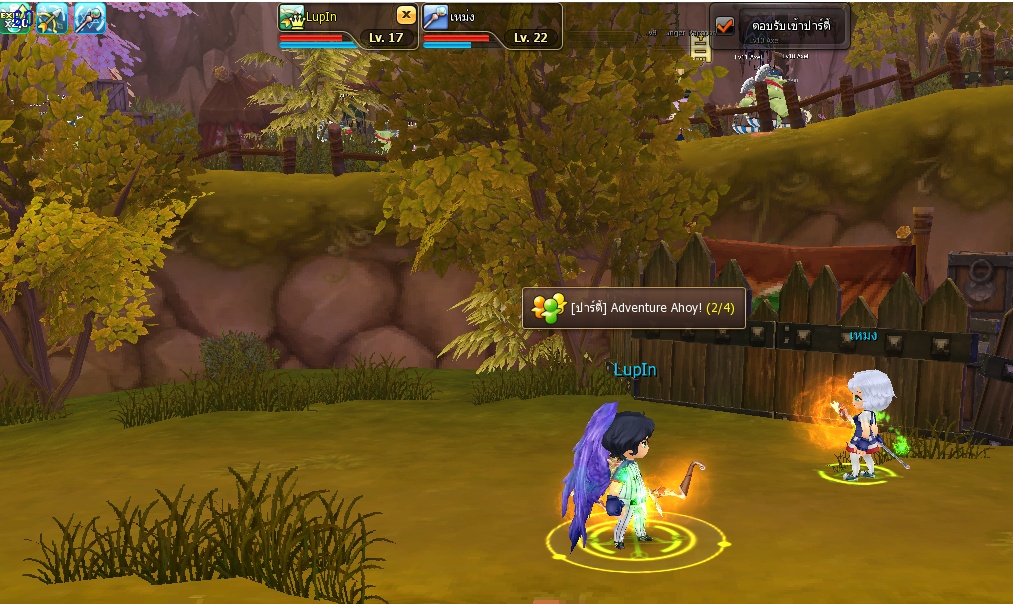 LupIn
Lv. 17
เหม่ง
Lv. 22
ตอบรับเข้าปาร์ตี้
[ปาร์ตี้] Adventure Ahoy! (2/4)
เหม่ง
LupIn